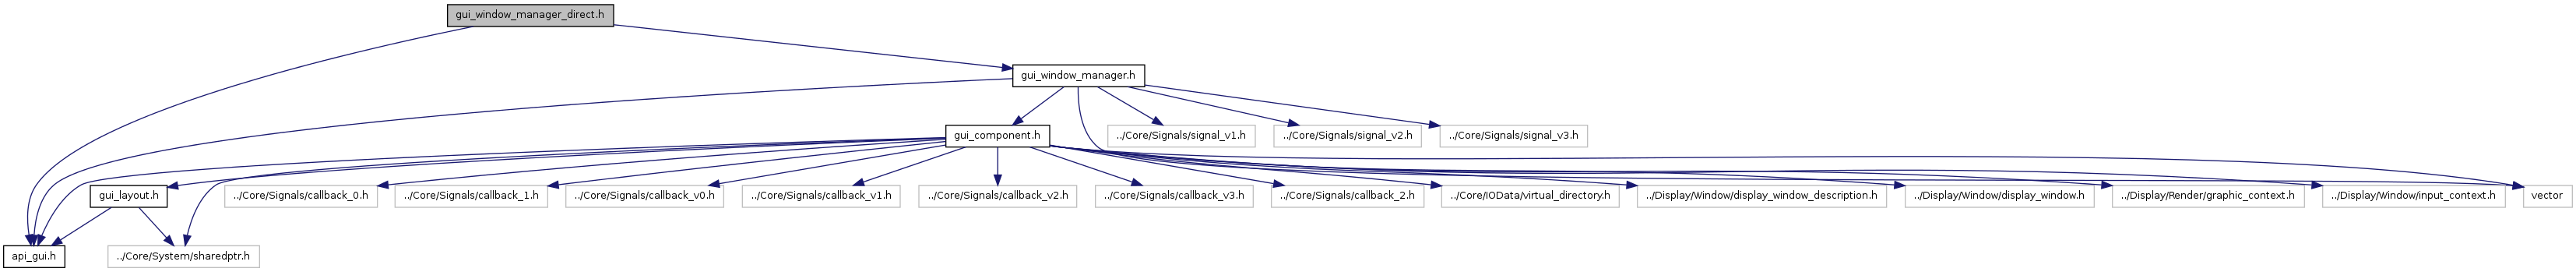 gui_window_manager_direct.h
gui_window_manager.h
gui_component.h
../Core/Signals/signal_v1.h
../Core/Signals/signal_v2.h
../Core/Signals/signal_v3.h
gui_layout.h
../Core/Signals/callback_0.h
../Core/Signals/callback_1.h
../Core/Signals/callback_v0.h
../Core/Signals/callback_v1.h
../Core/Signals/callback_v2.h
../Core/Signals/callback_v3.h
../Core/Signals/callback_2.h
../Core/IOData/virtual_directory.h
../Display/Window/display_window_description.h
../Display/Window/display_window.h
../Display/Render/graphic_context.h
../Display/Window/input_context.h
vector
api_gui.h
../Core/System/sharedptr.h